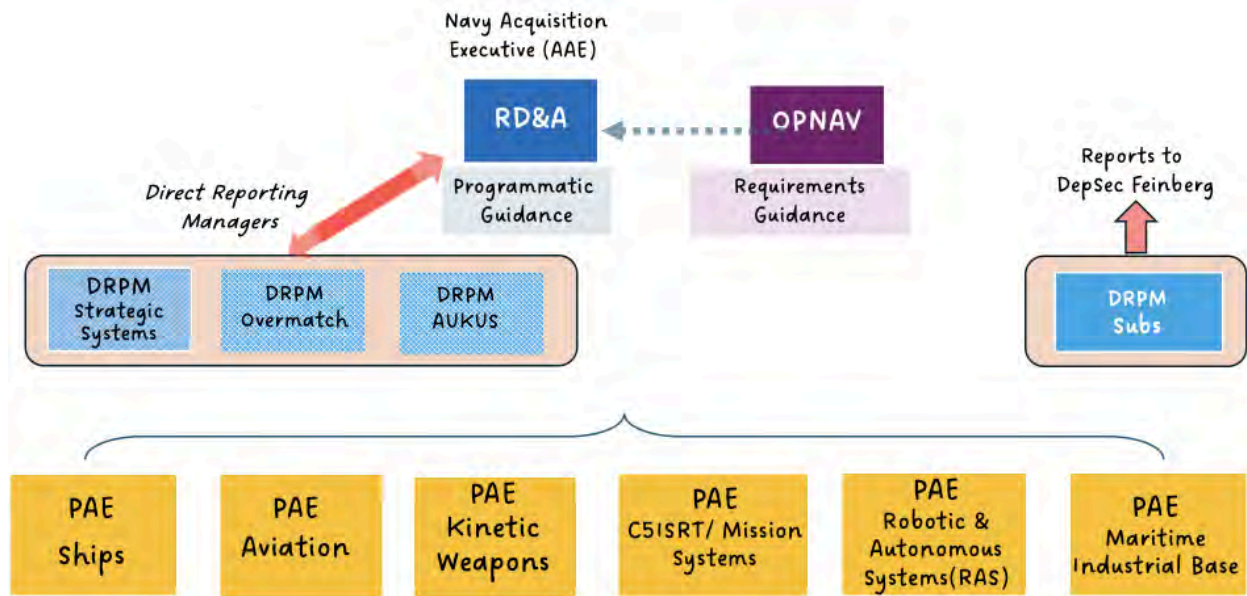 Navy Acquisition
Executive (AAE)
RD&A
OPNAV
Programmatic
Guidance
Requirements
Guidance
Reports to
DepSec Feinberg
Direct Reporting
Managers
DRPM
Strategic
Systems
DRPM
Overmatch
DRPM
AUKUS
DRPM
Subs
PAE
Ships
PAE
Aviation
PAE
Kinetic
Weapons
PAE
C5ISRT/ Mission
Systems
PAE
Robotic &
Autonomous
Systems(RAS)
PAE
Maritime
Industrial Base